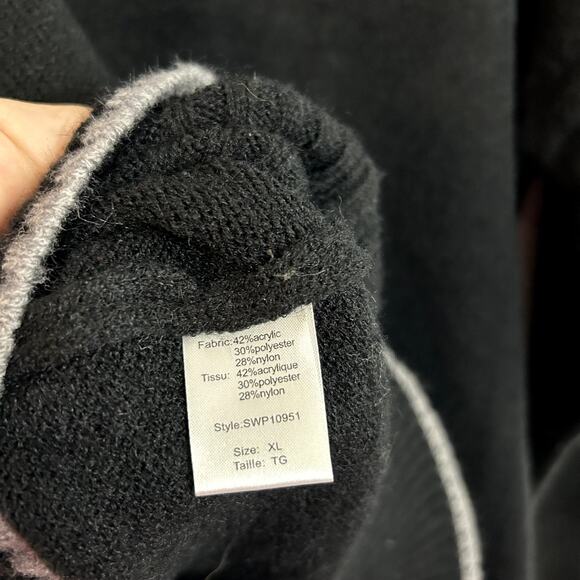 Fabric:42%acrylic
30%polyester
28%nylon
Tissu: 42%acrylique
30%polyester
28%nylon
Style:SWP10951
Size: XL
Taille: TG